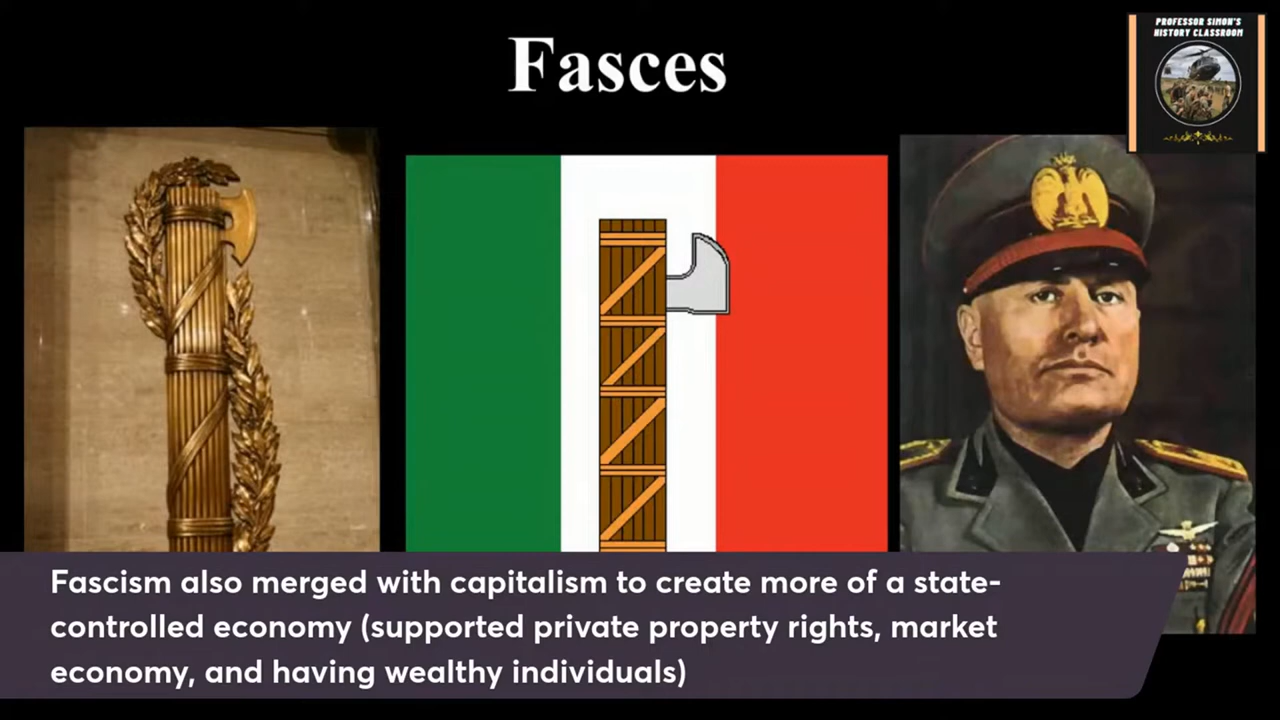 Fasces
PROFESSOR SIMON'S
HISTORY CLASSROOM
Fascism also merged with capitalism to create more of a state-
controlled economy (supported private property rights, market
economy, and having wealthy individuals)